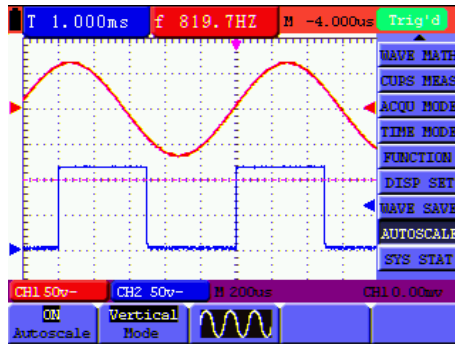 T 1.000ms f 819.7HZ M -4.000us Trig'd
WAVE MATH
CUPS MEAS
ACQU MODE
TIME MODE
FUNCTION
DISP SET
WAVE SAVE
AUTOSCALE
SYS STAT
CH1 50v~ CH2 50v~ M 200us CH1 0.00mv
ON
Autoscale
Vertical
Mode